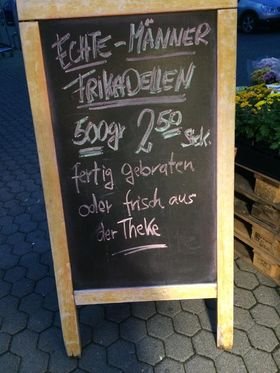 ECHTE-MÄNNER
FRIKADELLEN
500gr 2,50 Stck.
fertig gebraten
oder frisch aus
der THEKE